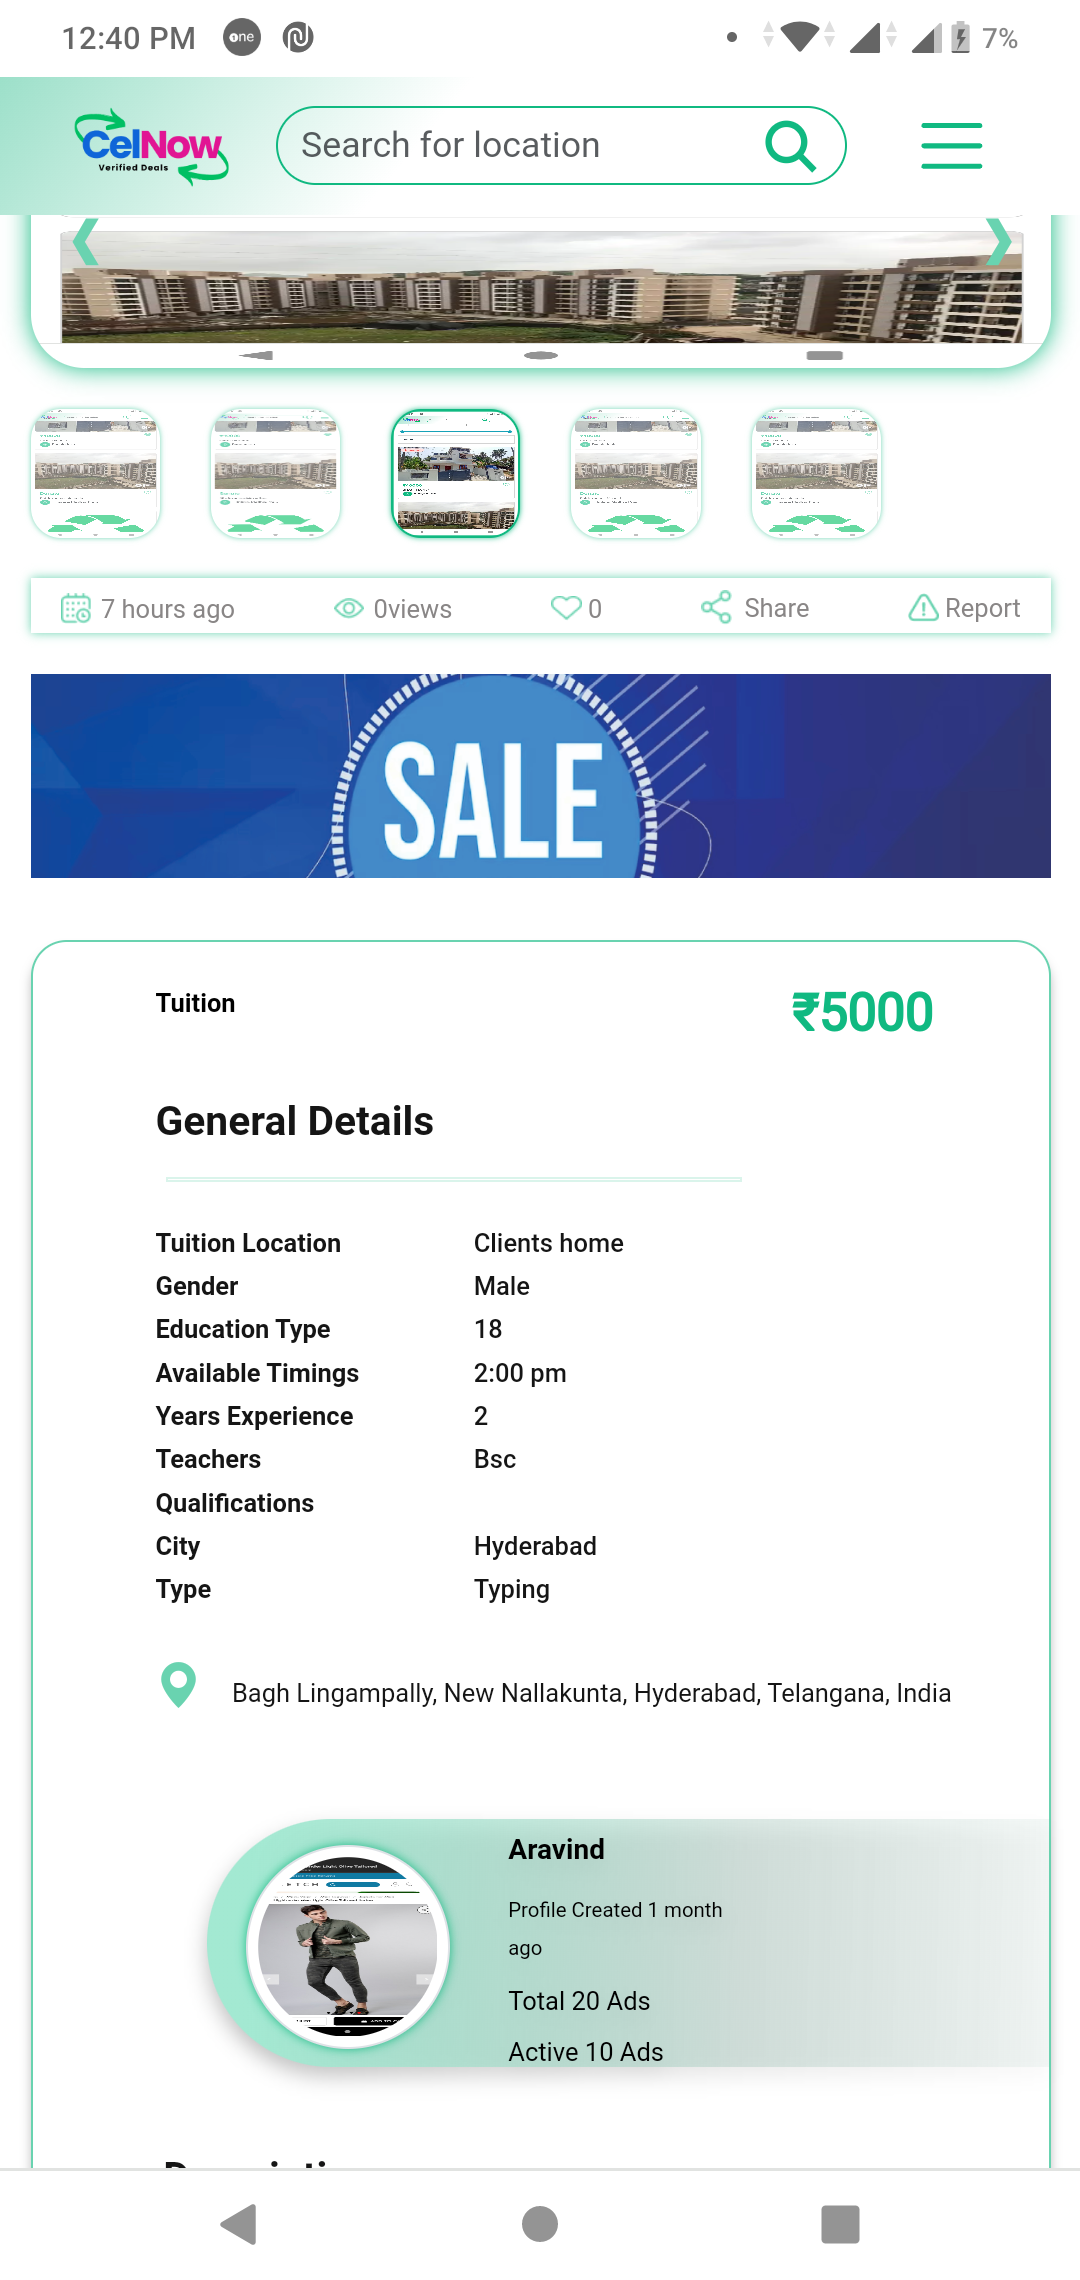 12:40 PM
one
7%
CelNow
Verified Deals
Search for location
7 hours ago
0views
0
Share
Report
SALE
Tuition
₹5000
General Details
Tuition Location Clients home
Gender Male
Education Type 18
Available Timings 2:00 pm
Years Experience 2
Teachers Bsc
Qualifications
City Hyderabad
Type Typing
Bagh Lingampally, New Nallakunta, Hyderabad, Telangana, India
Aravind
Profile Created 1 month
ago
Total 20 Ads
Active 10 Ads